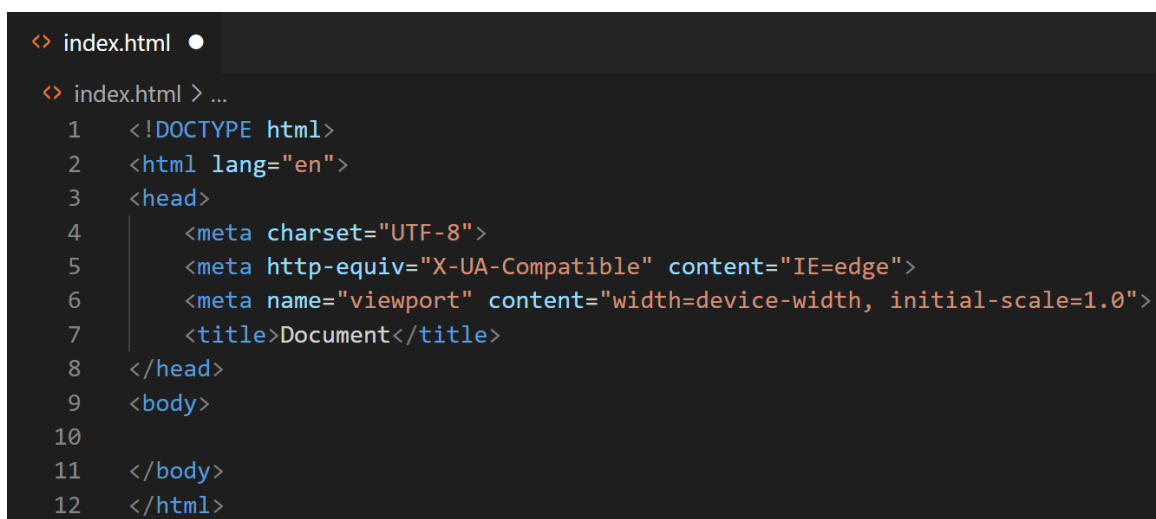 index.html
index.html > ...
1 <!DOCTYPE html>
2 <html lang="en">
3 <head>
4     <meta charset="UTF-8">
5     <meta http-equiv="X-UA-Compatible" content="IE=edge">
6     <meta name="viewport" content="width=device-width, initial-scale=1.0">
7     <title>Document</title>
8 </head>
9 <body>
10
11 </body>
12 </html>